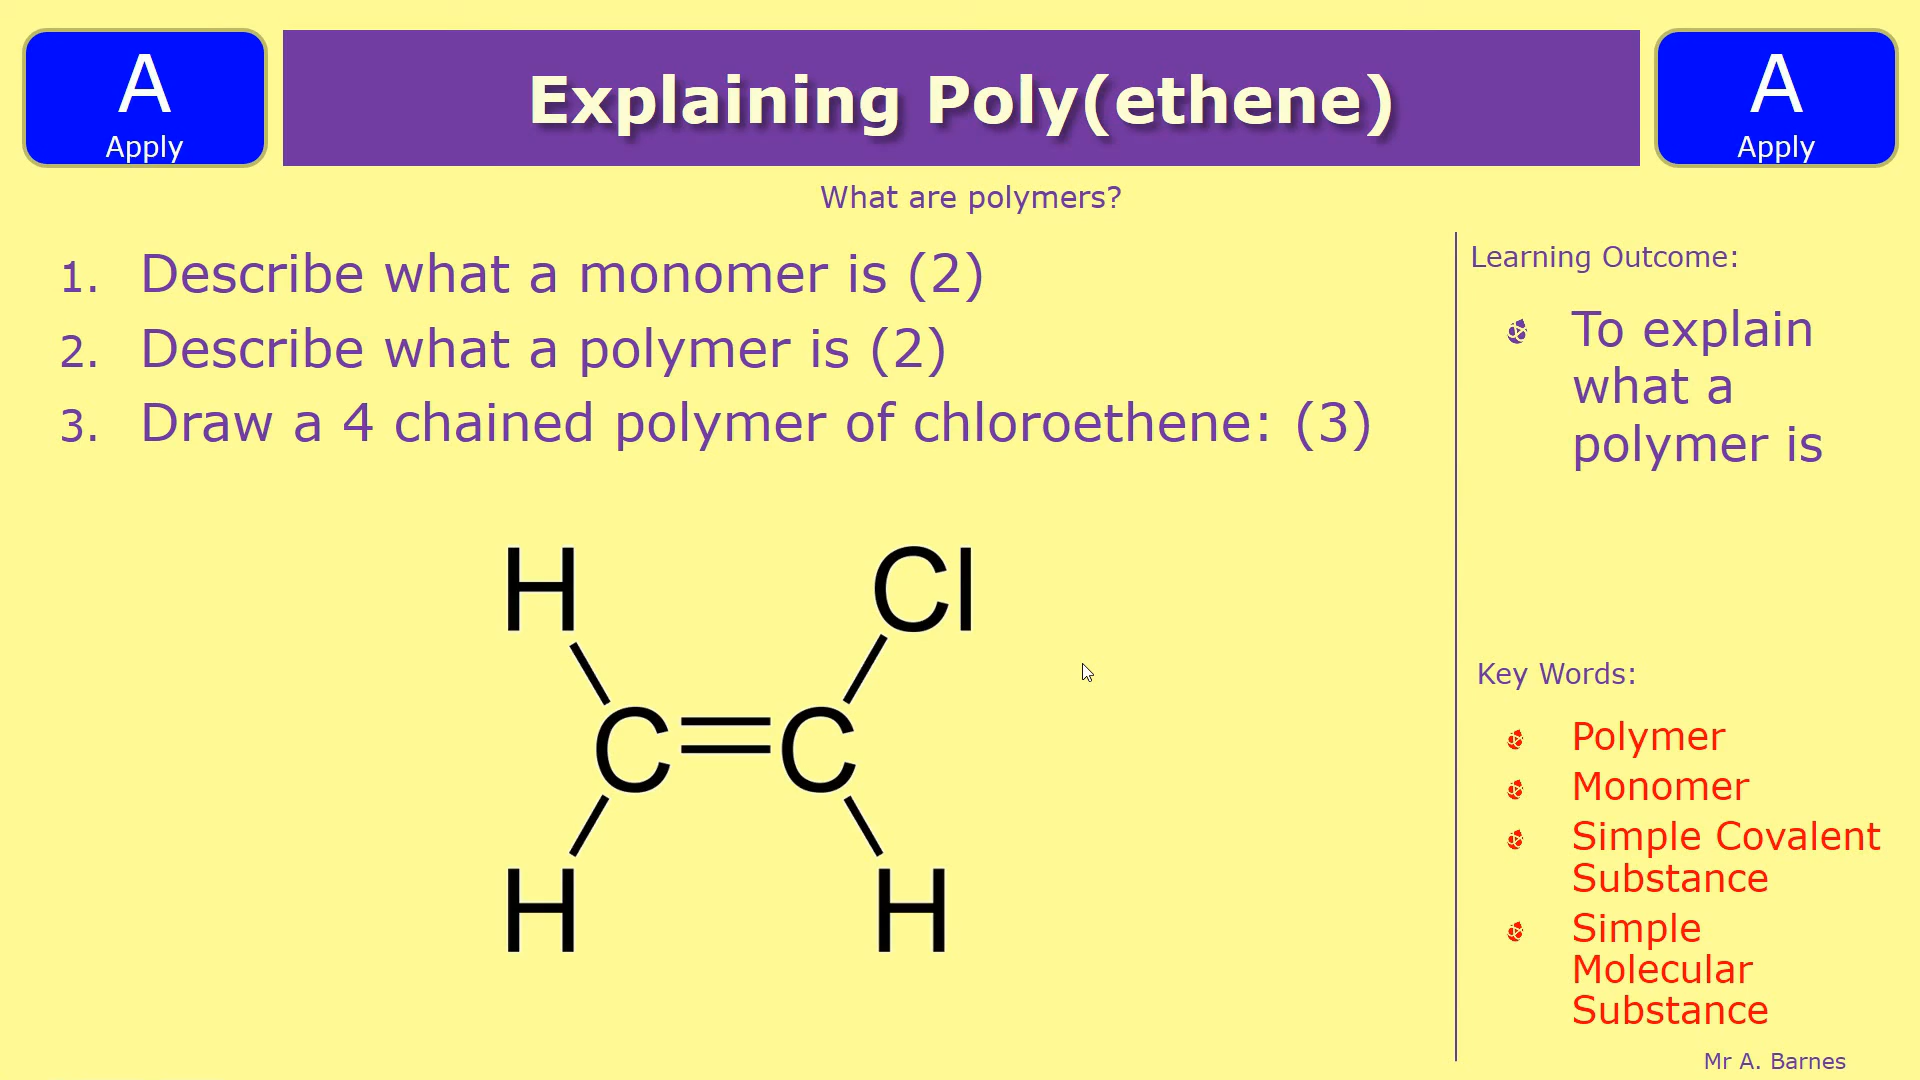 A
Apply
Explaining Poly(ethene)
A
Apply
What are polymers?
1. Describe what a monomer is (2)
2. Describe what a polymer is (2)
3. Draw a 4 chained polymer of chloroethene: (3)
H
Cl
C
C
H
H
Learning Outcome:
To explain
what a
polymer is
Key Words:
Polymer
Monomer
Simple Covalent
Substance
Simple
Molecular
Substance
Mr A. Barnes